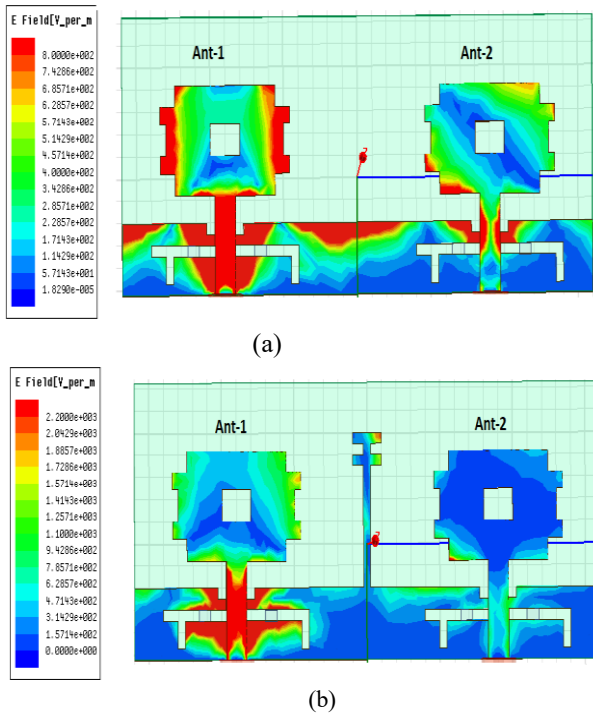 E Field[V_per_m
8.0000e+002
7.4286e+002
6.8571e+002
6.2857e+002
5.7143e+002
5.1429e+002
4.5714e+002
4.0000e+002
3.4286e+002
2.8571e+002
2.2857e+002
1.7143e+002
1.1429e+002
5.7143e+001
1.8290e-005
Ant-1
Ant-2
(a)
E Field[V_per_m
2.2000e+003
2.0429e+003
1.8857e+003
1.7286e+003
1.5714e+003
1.4143e+003
1.2571e+003
1.1000e+003
9.4286e+002
7.8571e+002
6.2857e+002
4.7143e+002
3.1429e+002
1.5714e+002
0.0000e+000
Ant-1
Ant-2
(b)